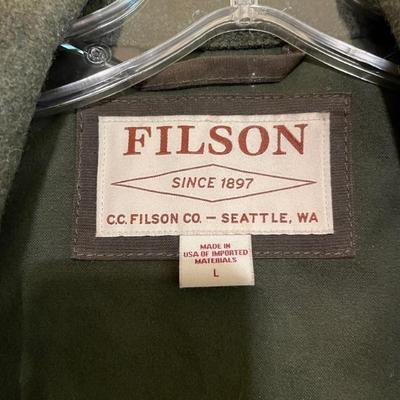 FILSON
SINCE 1897
C.C. FILSON CO. — SEATTLE, WA
MADE IN
USA OF IMPORTED
MATERIALS
L